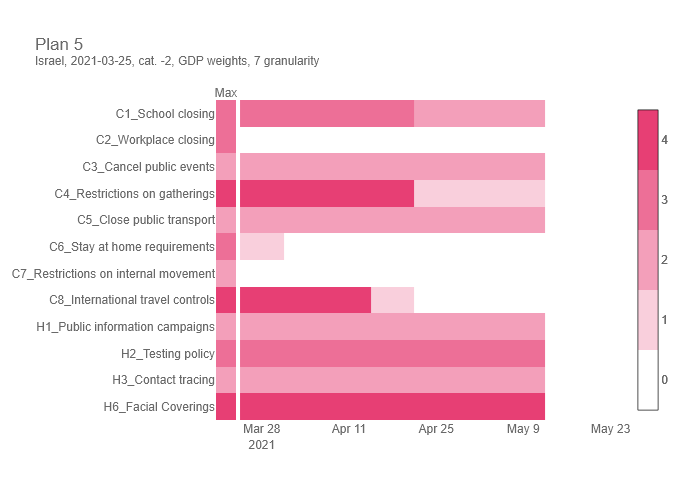 Plan 5
Israel, 2021-03-25, cat. -2, GDP weights, 7 granularity
Max
C1_School closing
C2_Workplace closing
C3_Cancel public events
C4_Restrictions on gatherings
C5_Close public transport
C6_Stay at home requirements
C7_Restrictions on internal movement
C8_International travel controls
H1_Public information campaigns
H2_Testing policy
H3_Contact tracing
H6_Facial Coverings
Mar 28 Apr 11 Apr 25 May 9 May 23
2021
4
3
2
1
0